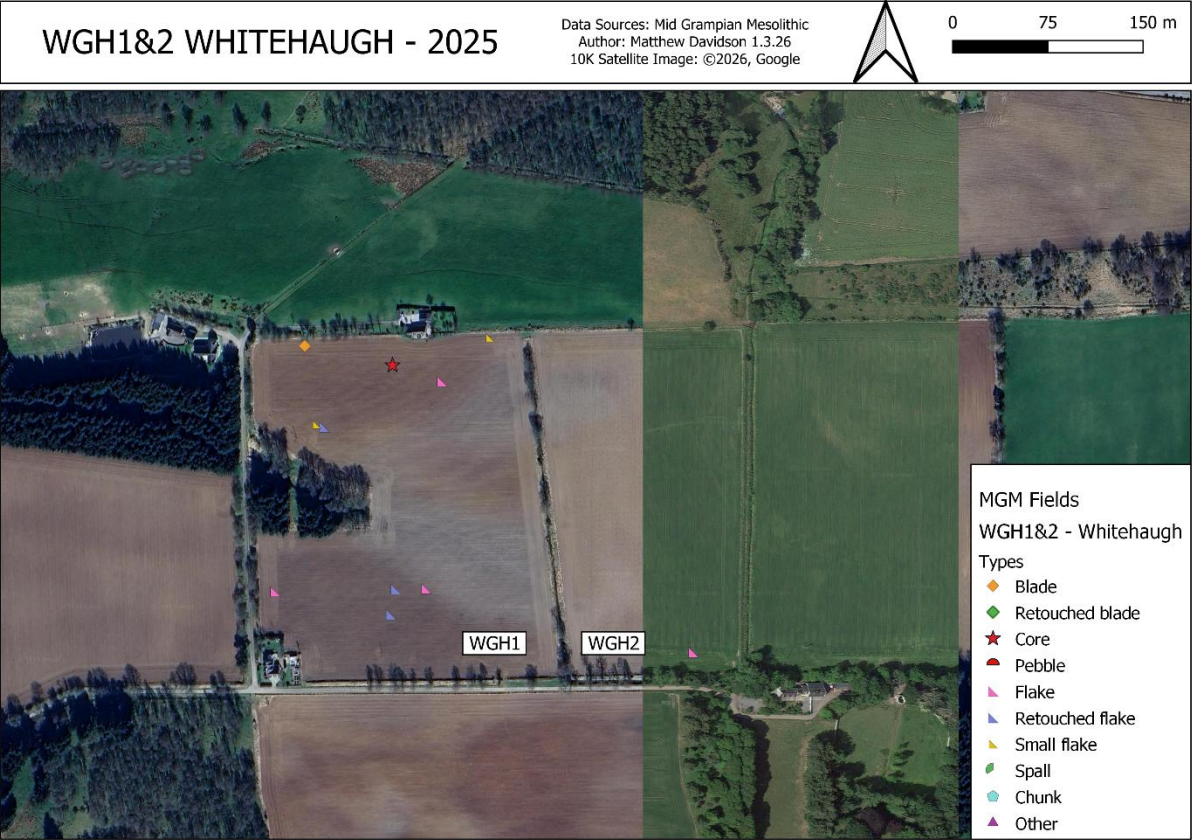 WGH1&2 WHITEHAUGH - 2025
Data Sources: Mid Grampian Mesolithic
Author: Matthew Davidson 1.3.26
10K Satellite Image: ©2026, Google
0 75 150 m
WGH1
WGH2
MGM Fields
WGH1&2 - Whitehaugh
Types
Blade
Retouched blade
Core
Pebble
Flake
Retouched flake
Small flake
Spall
Chunk
Other